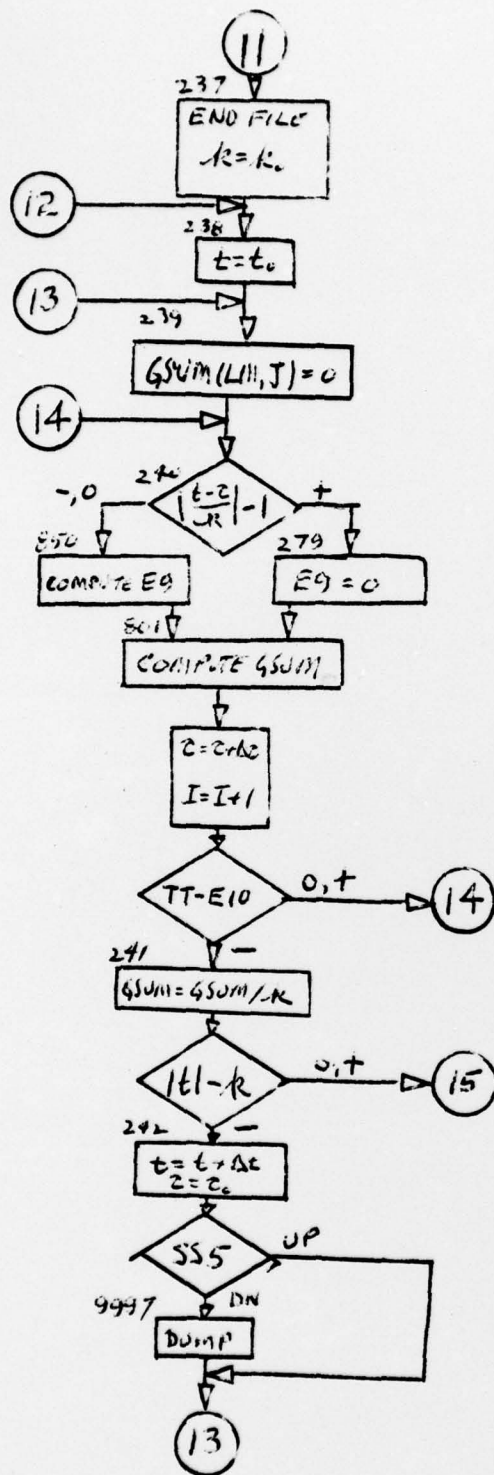 11
237
END FILE
k=k₀
12
238
t=t₀
13
239
GSUM(LM,J)=0
14
240
-,0
|t-τ/k|-1
+
850
279
COMPUTE E9
E9=0
801
COMPUTE GSUM
τ=τ+Δτ
I=I+1
TT-E10
0,+
14
-
241
GSUM=GSUM/k
|t|-k
0,+
15
-
242
t=t+Δt
τ=τ₀
SS5
UP
9997
DN
DUMP
13